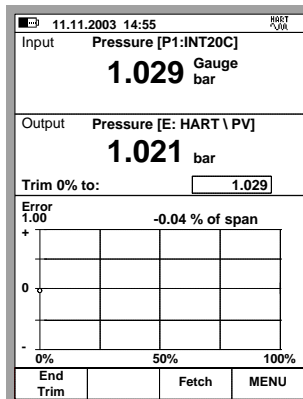 11.11.2003 14:55 HART
Input Pressure [P1:INT20C]
1.029 Gauge bar
Output Pressure [E: HART \ PV]
1.021 bar
Trim 0% to: 1.029
Error
1.00 -0.04 % of span
+
0
-
0% 50% 100%
End Trim Fetch MENU